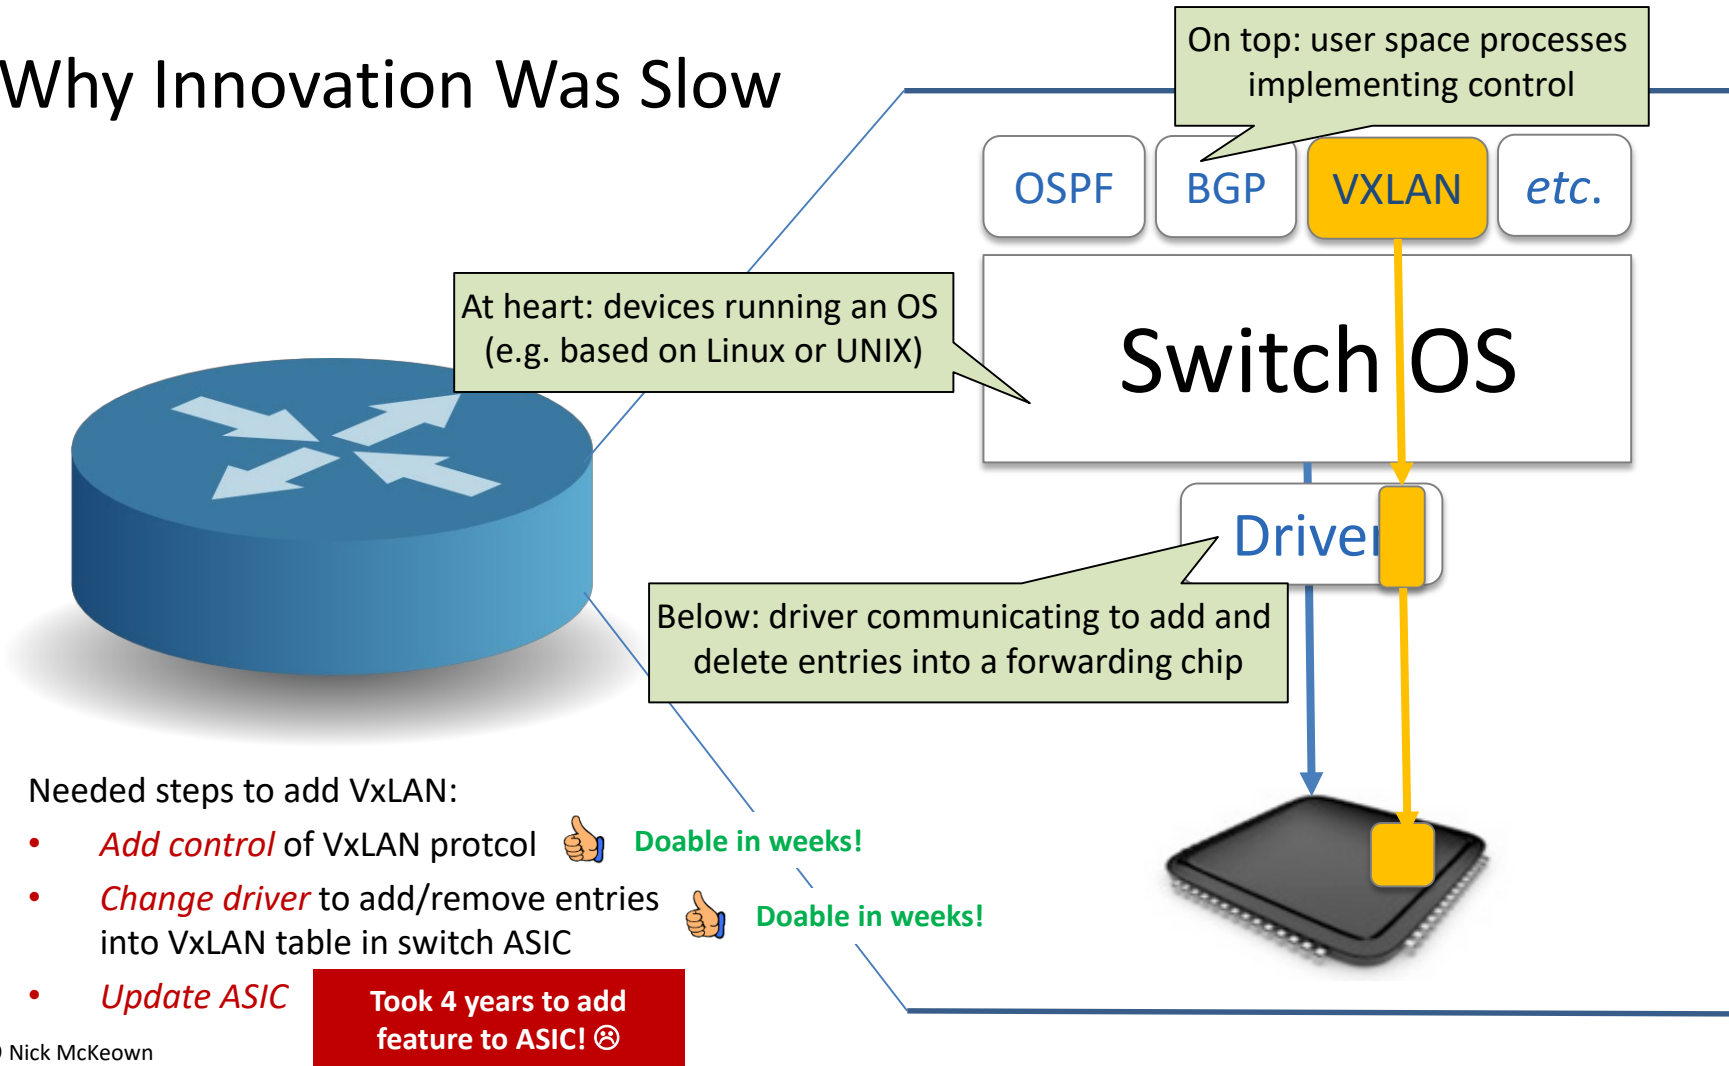 Why Innovation Was Slow
On top: user space processes
implementing control
OSPF
BGP
VXLAN
etc.
At heart: devices running an OS
(e.g. based on Linux or UNIX)
Switch OS
Driver
Below: driver communicating to add and
delete entries into a forwarding chip
Needed steps to add VxLAN:
• Add control of VxLAN protcol
Doable in weeks!
• Change driver to add/remove entries
into VxLAN table in switch ASIC
Doable in weeks!
• Update ASIC
Took 4 years to add
feature to ASIC! ☹
Nick McKeown